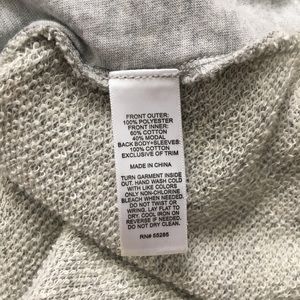 FRONT OUTER:
100% POLYESTER
FRONT INNER:
60% COTTON
40% MODAL
BACK BODY+SLEEVES:
100% COTTON
EXCLUSIVE OF TRIM
MADE IN CHINA
TURN GARMENT INSIDE
OUT. HAND WASH COLD
WITH LIKE COLORS
ONLY NON-CHLORINE
BLEACH WHEN NEEDED.
DO NOT TWIST OR
WRING. LAY FLAT TO
DRY. COOL IRON ON
REVERSE IF NEEDED.
DO NOT DRY CLEAN.
RN# 55285